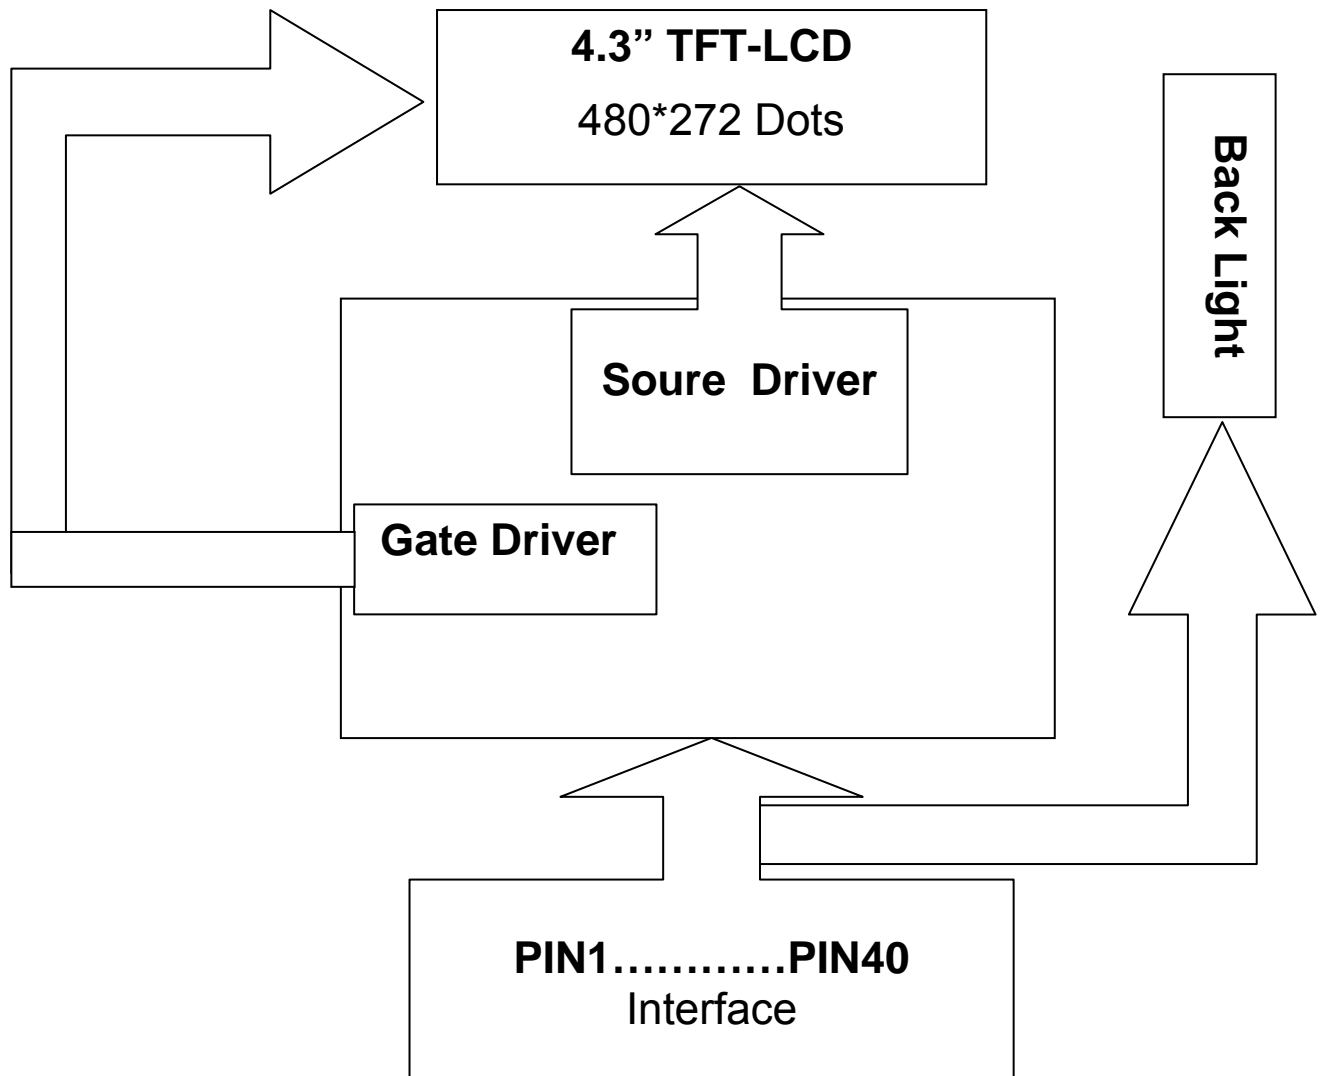 4.3” TFT-LCD
480*272 Dots
Back Light
Soure Driver
Gate Driver
PIN1…………PIN40
Interface